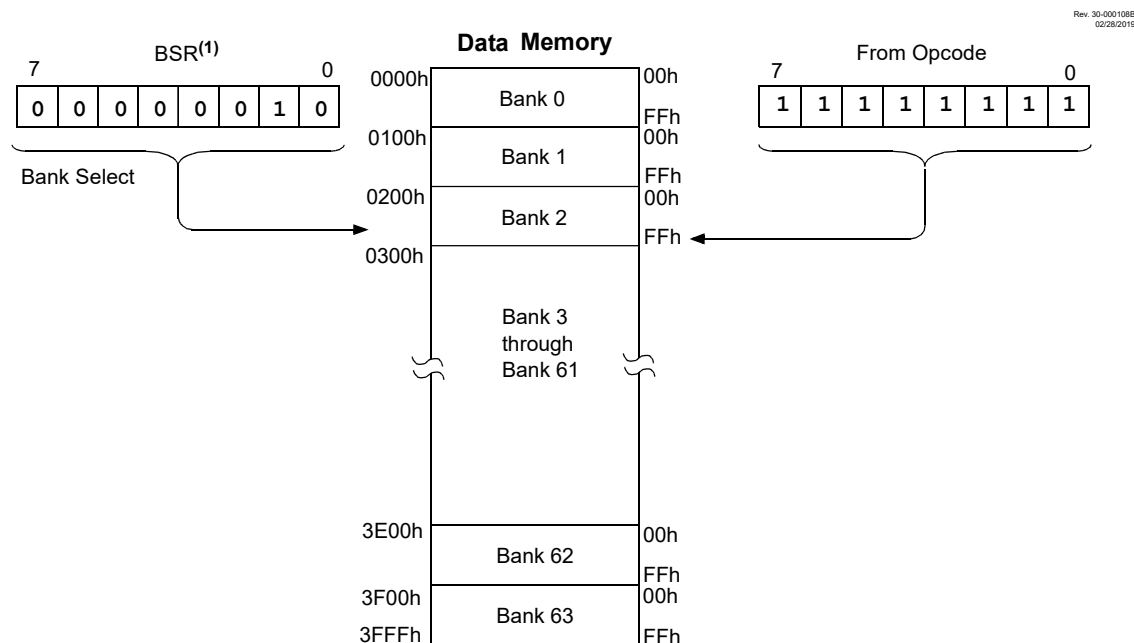 Rev. 30-000108B
02/28/2019
BSR(1)
7 0
0 0 0 0 0 0 1 0
Bank Select
Data Memory
From Opcode
7 0
1 1 1 1 1 1 1 1
0000h Bank 0 00h
FFh
0100h Bank 1 00h
FFh
0200h Bank 2 00h
FFh
0300h
Bank 3
through
Bank 61
3E00h Bank 62 00h
FFh
3F00h Bank 63 00h
3FFFh FFh